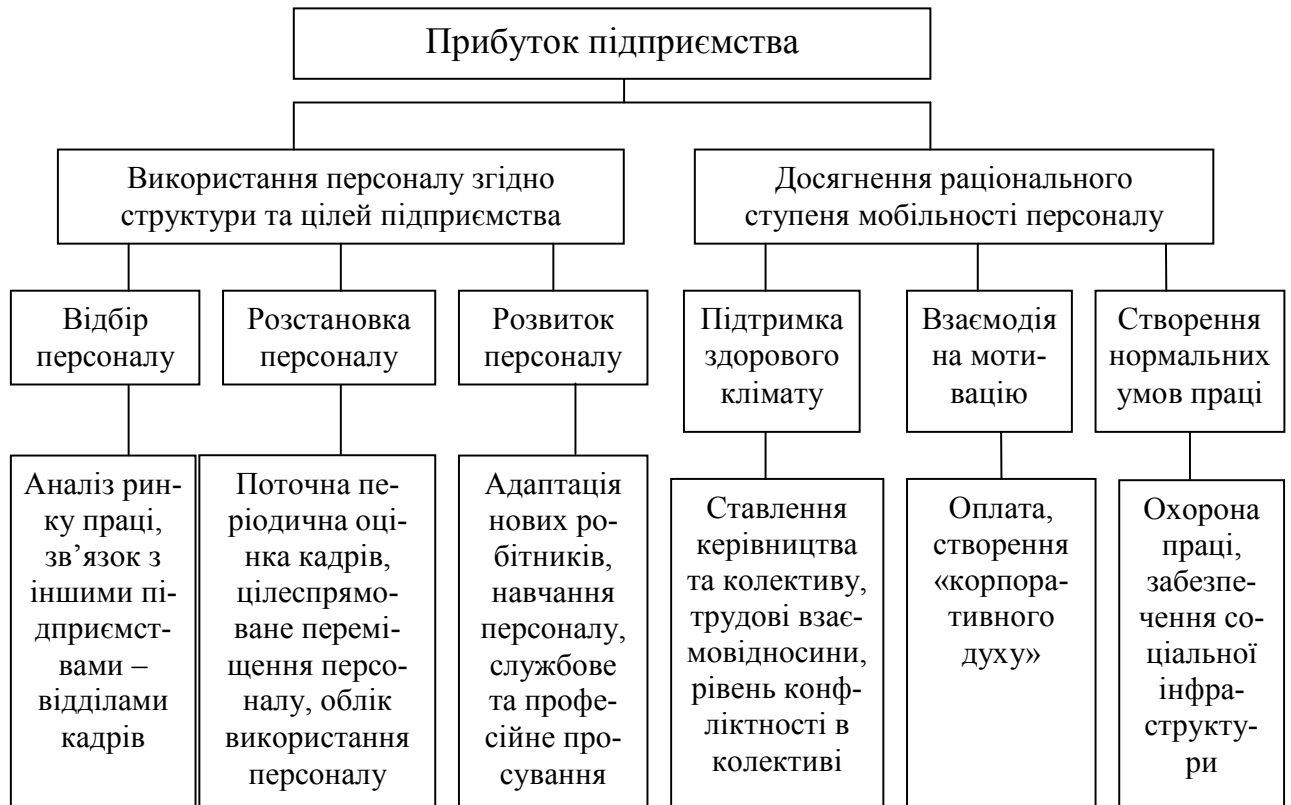 Прибуток підприємства
Використання персоналу згідно
структури та цілей підприємства
Досягнення раціонального
ступеня мобільності персоналу
Відбір
персоналу
Розстановка
персоналу
Розвиток
персоналу
Підтримка
здорового
клімату
Взаємодія
на моти-
вацію
Створення
нормальних
умов праці
Аналіз рин-
ку праці,
зв’язок з
іншими пі-
дприємст-
вами –
відділами
кадрів
Поточна пе-
ріодична оці-
нка кадрів,
цілеспрямо-
ване перемі-
щення персо-
налу, облік
використання
персоналу
Адаптація
нових ро-
бітників,
навчання
персоналу,
службове
та профе-
сійне про-
сування
Ставлення
керівництва
та колективу,
трудові взає-
мовідносини,
рівень конф-
ліктності в
колективі
Оплата,
створення
«корпора-
тивного
духу»
Охорона
праці,
забезпе-
чення со-
ціальної
інфра-
структу-
ри